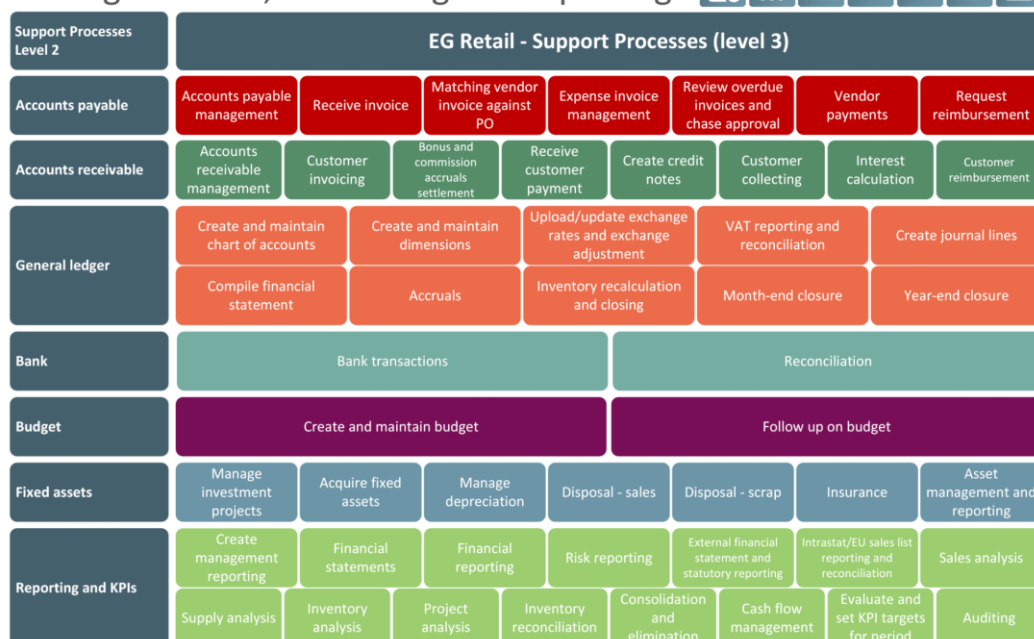 Support Processes
Level 2
EG Retail - Support Processes (level 3)
Accounts payable
Accounts payable
management
Receive invoice
Matching vendor
invoice against
PO
Expense invoice
management
Review overdue
invoices and
chase approval
Vendor
payments
Request
reimbursement
Accounts receivable
Accounts
receivable
management
Customer
invoicing
Bonus and
commission
accruals
settlement
Receive
customer
payment
Create credit
notes
Customer
collecting
Interest
calculation
Customer
reimbursement
General ledger
Create and maintain
chart of accounts
Create and maintain
dimensions
Upload/update exchange
rates and exchange
adjustment
VAT reporting and
reconciliation
Create journal lines
Compile financial
statement
Accruals
Inventory recalculation
and closing
Month-end closure
Year-end closure
Bank
Bank transactions
Reconciliation
Budget
Create and maintain budget
Follow up on budget
Fixed assets
Manage
investment
projects
Acquire fixed
assets
Manage
depreciation
Disposal - sales
Disposal - scrap
Insurance
Asset
management and
reporting
Reporting and KPIs
Create
management
reporting
Financial
statements
Financial
reporting
Risk reporting
External financial
statement and
statutory reporting
Intrastat/EU sales list
reporting and
reconciliation
Sales analysis
Supply analysis
Inventory
analysis
Project
analysis
Inventory
reconciliation
Consolidation
and
elimination
Cash flow
management
Evaluate and
set KPI targets
for period
Auditing